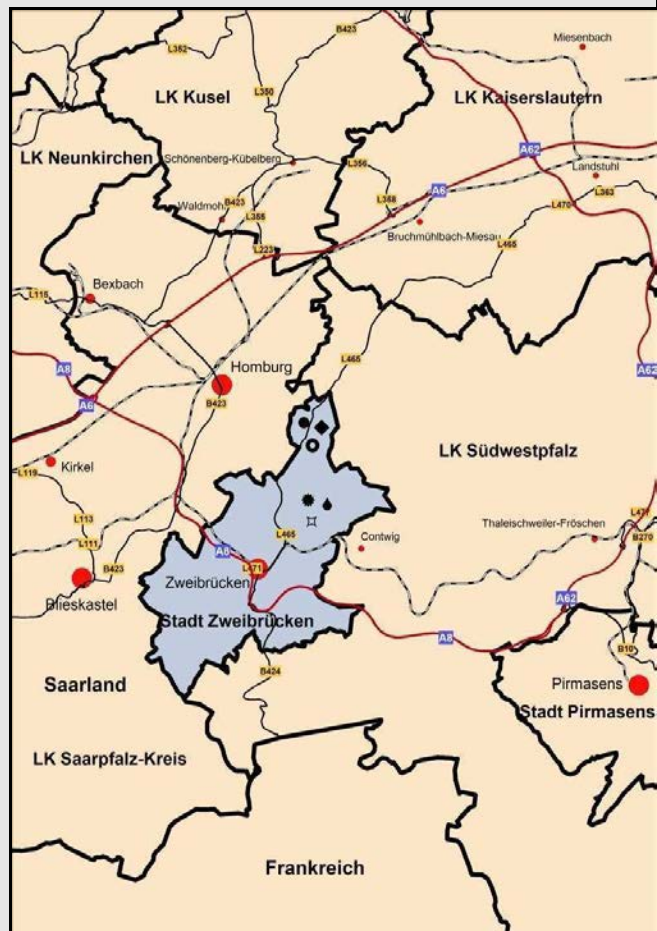 B423
L352
Miesenbach
L350
LK Kusel
LK Kaiserslautern
A62
LK Neunkirchen
Schönenberg-Kübelberg
L356
Landstuhl
A6
B423
L358
L363
Waldmohr
L470
L355
Bruchmühlbach-Miesau
L223
L465
Bexbach
L115
L465
A8
Homburg
A62
A6
B423
LK Südwestpfalz
Kirkel
L119
L477
L113
Thaleischweiler-Fröschen
L465
Contwig
B270
L111
A8
B423
L471
Zweibrücken
Blieskastel
A62
Stadt Zweibrücken
A8
B10
B424
Saarland
Pirmasens
Stadt Pirmasens
LK Saarpfalz-Kreis
Frankreich